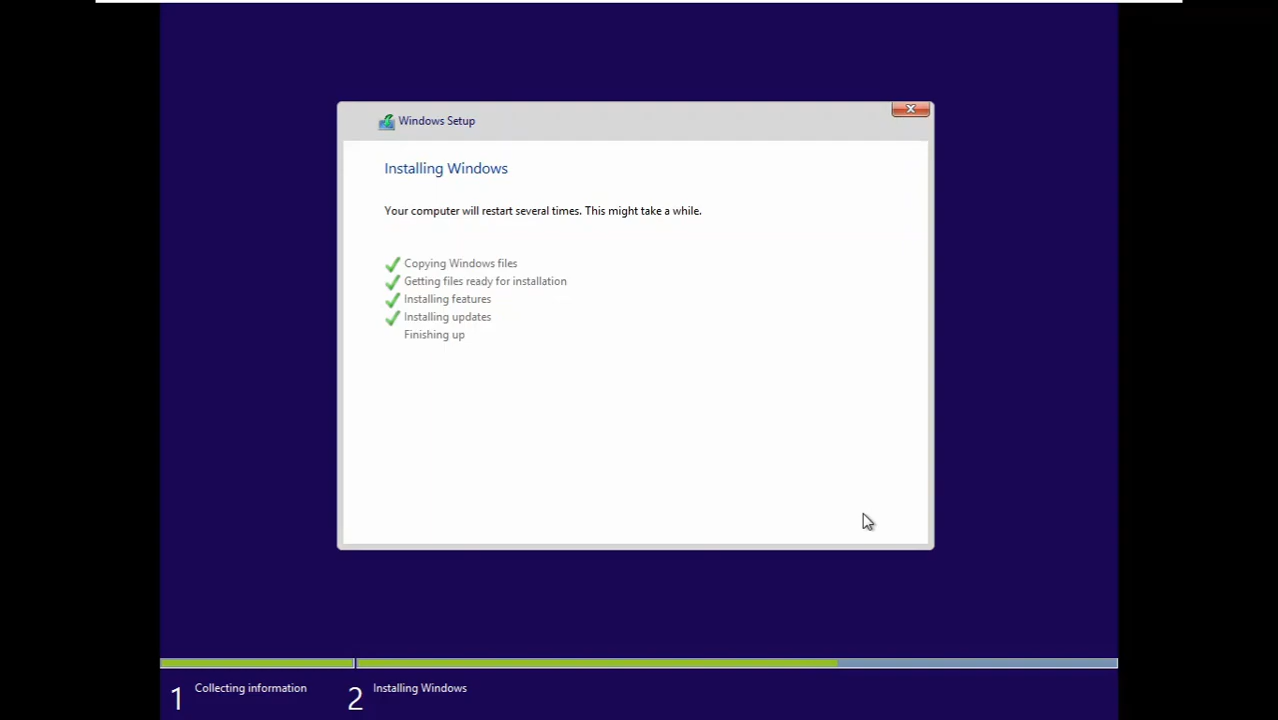 Windows Setup
Installing Windows
Your computer will restart several times. This might take a while.
Copying Windows files
Getting files ready for installation
Installing features
Installing updates
Finishing up
1 Collecting information
2 Installing Windows